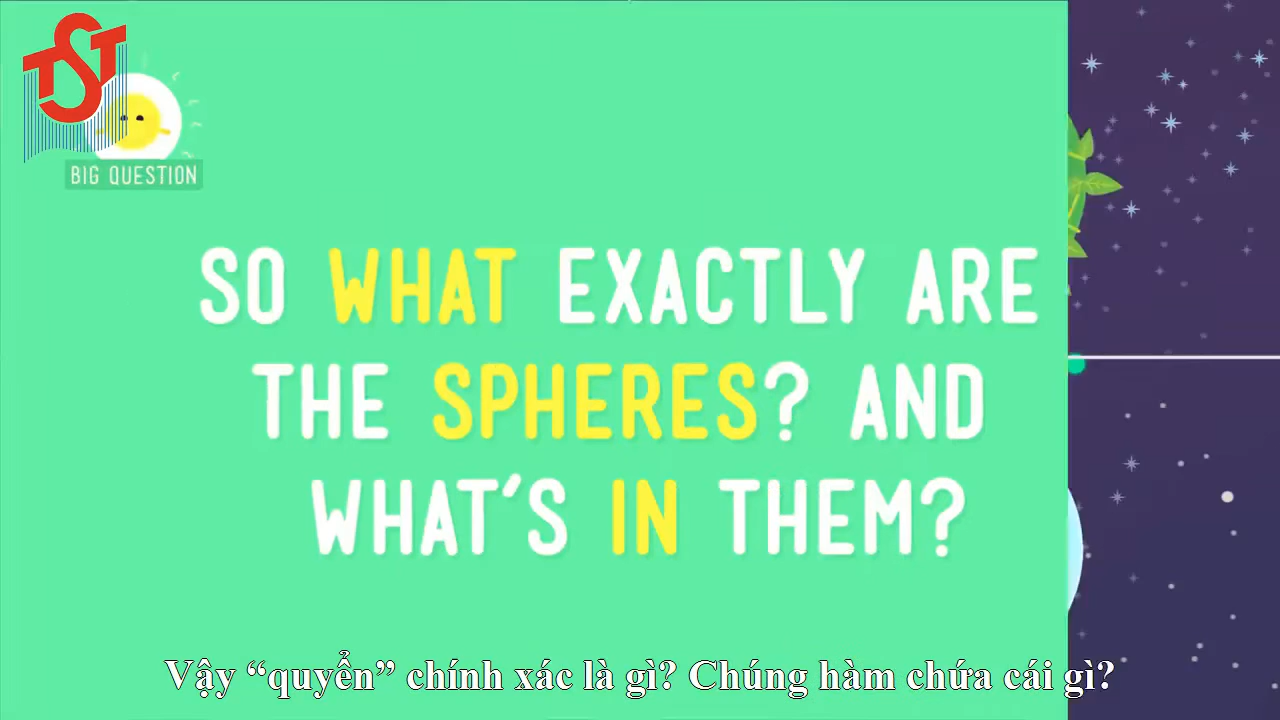 TST
BIG QUESTION
SO WHAT EXACTLY ARE
THE SPHERES? AND
WHAT'S IN THEM?
Vậy “quyển” chính xác là gì? Chúng hàm chứa cái gì?